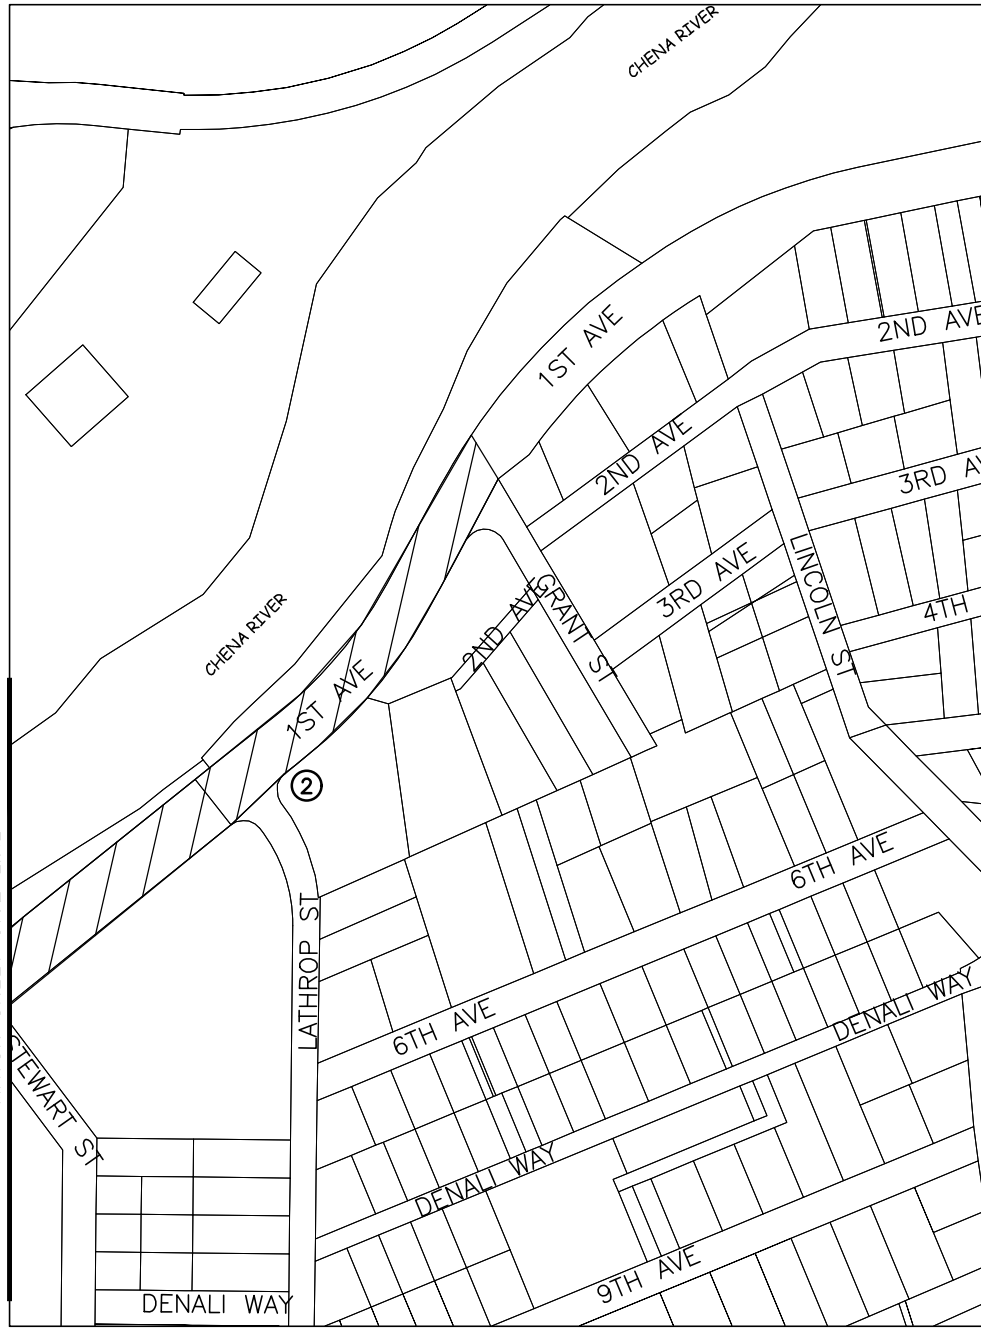 CHENA RIVER
1ST AVE
2ND AVE
2ND AVE
3RD AV
3RD AVE
LINCOLN ST
4TH
GRANT ST
2ND AVE
CHENA RIVER
1ST AVE
2
6TH AVE
LATHROP ST
6TH AVE
DENALI WAY
STEWART ST
DENALI WAY
9TH AVE
DENALI WAY